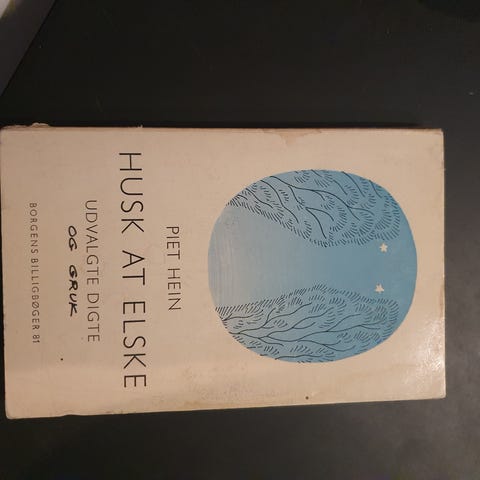 PIET HEIN
HUSK AT ELSKE
UDVALGTE DIGTE
OG GRUK
BORGENS BILLIGBØGER 81